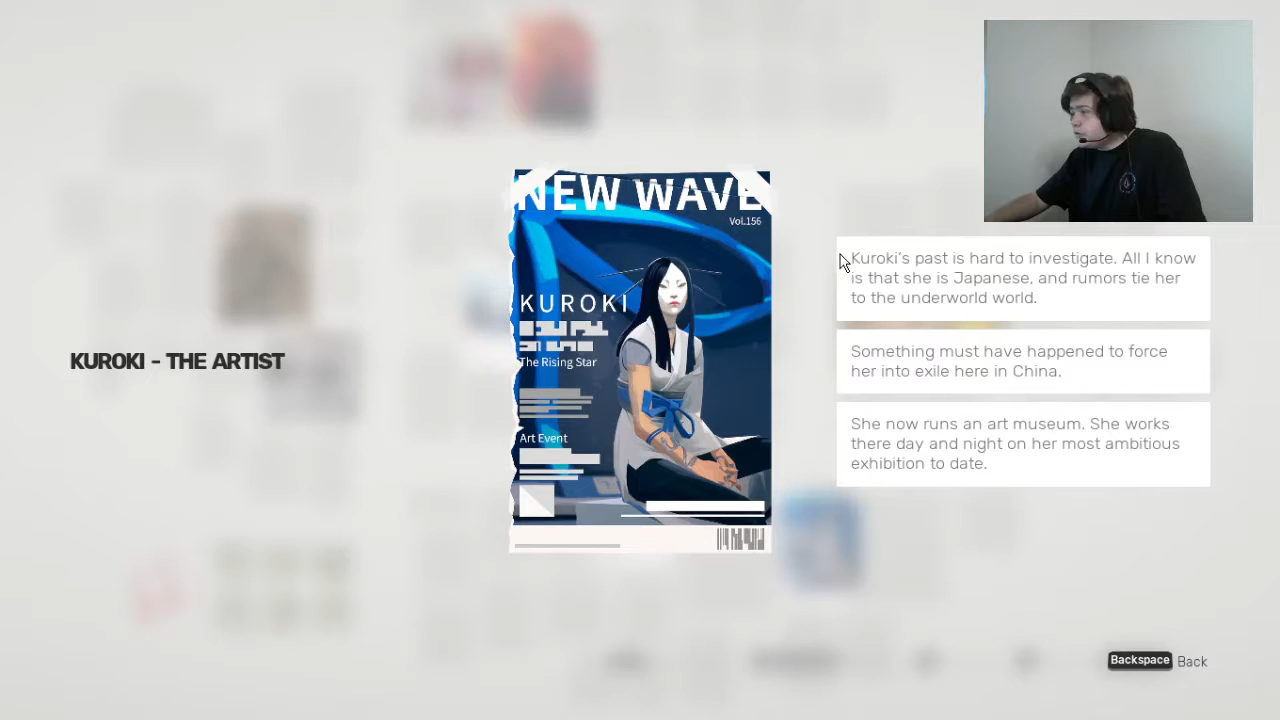 NEW WAVE
Vol.156
KUROKI
The Rising Star
Art Event
KUROKI - THE ARTIST
Kuroki's past is hard to investigate. All I know
is that she is Japanese, and rumors tie her
to the underworld world.
Something must have happened to force
her into exile here in China.
She now runs an art museum. She works
there day and night on her most ambitious
exhibition to date.
Backspace Back